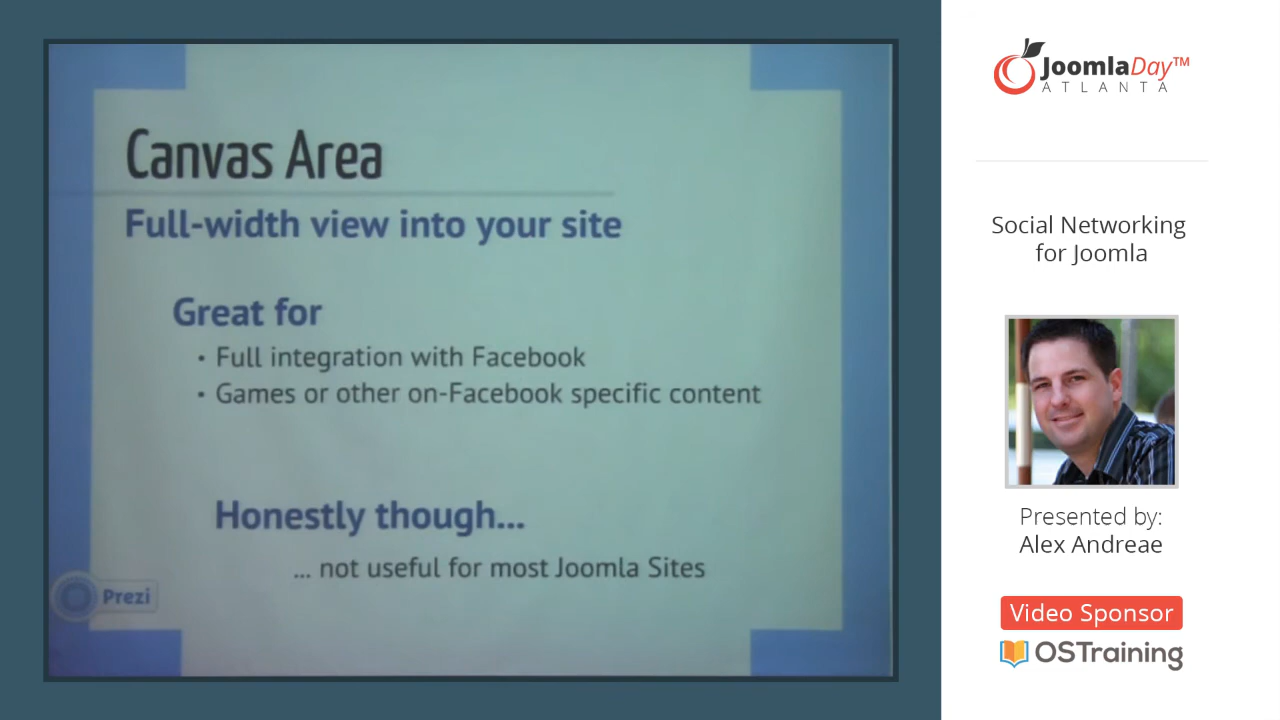 Canvas Area
Full-width view into your site
Great for
• Full integration with Facebook
• Games or other on-Facebook specific content
Honestly though...
... not useful for most Joomla Sites
Prezi
JoomlaDay™
ATLANTA
Social Networking
for Joomla
Presented by:
Alex Andreae
Video Sponsor
OSTraining